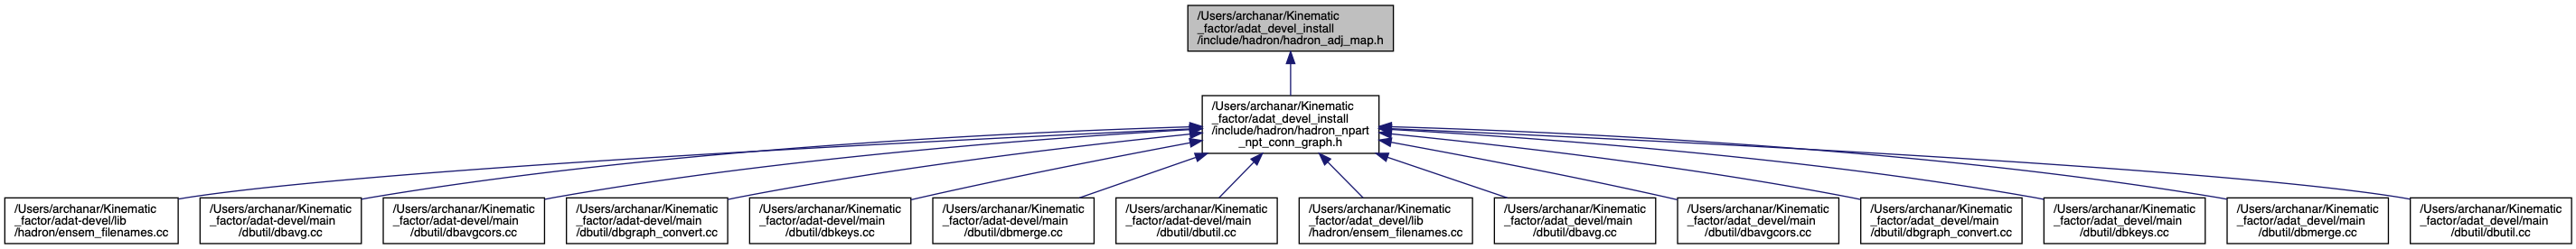 /Users/archanar/Kinematic
_factor/adat_devel_install
/include/hadron/hadron_adj_map.h
/Users/archanar/Kinematic
_factor/adat_devel_install
/include/hadron/hadron_npart
_npt_conn_graph.h
/Users/archanar/Kinematic
_factor/adat-devel/lib
/hadron/ensem_filenames.cc
/Users/archanar/Kinematic
_factor/adat-devel/main
/dbutil/dbavg.cc
/Users/archanar/Kinematic
_factor/adat-devel/main
/dbutil/dbavgcors.cc
/Users/archanar/Kinematic
_factor/adat-devel/main
/dbutil/dbgraph_convert.cc
/Users/archanar/Kinematic
_factor/adat-devel/main
/dbutil/dbkeys.cc
/Users/archanar/Kinematic
_factor/adat-devel/main
/dbutil/dbmerge.cc
/Users/archanar/Kinematic
_factor/adat-devel/main
/dbutil/dbutil.cc
/Users/archanar/Kinematic
_factor/adat_devel/lib
/hadron/ensem_filenames.cc
/Users/archanar/Kinematic
_factor/adat_devel/main
/dbutil/dbavg.cc
/Users/archanar/Kinematic
_factor/adat_devel/main
/dbutil/dbavgcors.cc
/Users/archanar/Kinematic
_factor/adat_devel/main
/dbutil/dbgraph_convert.cc
/Users/archanar/Kinematic
_factor/adat_devel/main
/dbutil/dbkeys.cc
/Users/archanar/Kinematic
_factor/adat_devel/main
/dbutil/dbmerge.cc
/Users/archanar/Kinematic
_factor/adat_devel/main
/dbutil/dbutil.cc